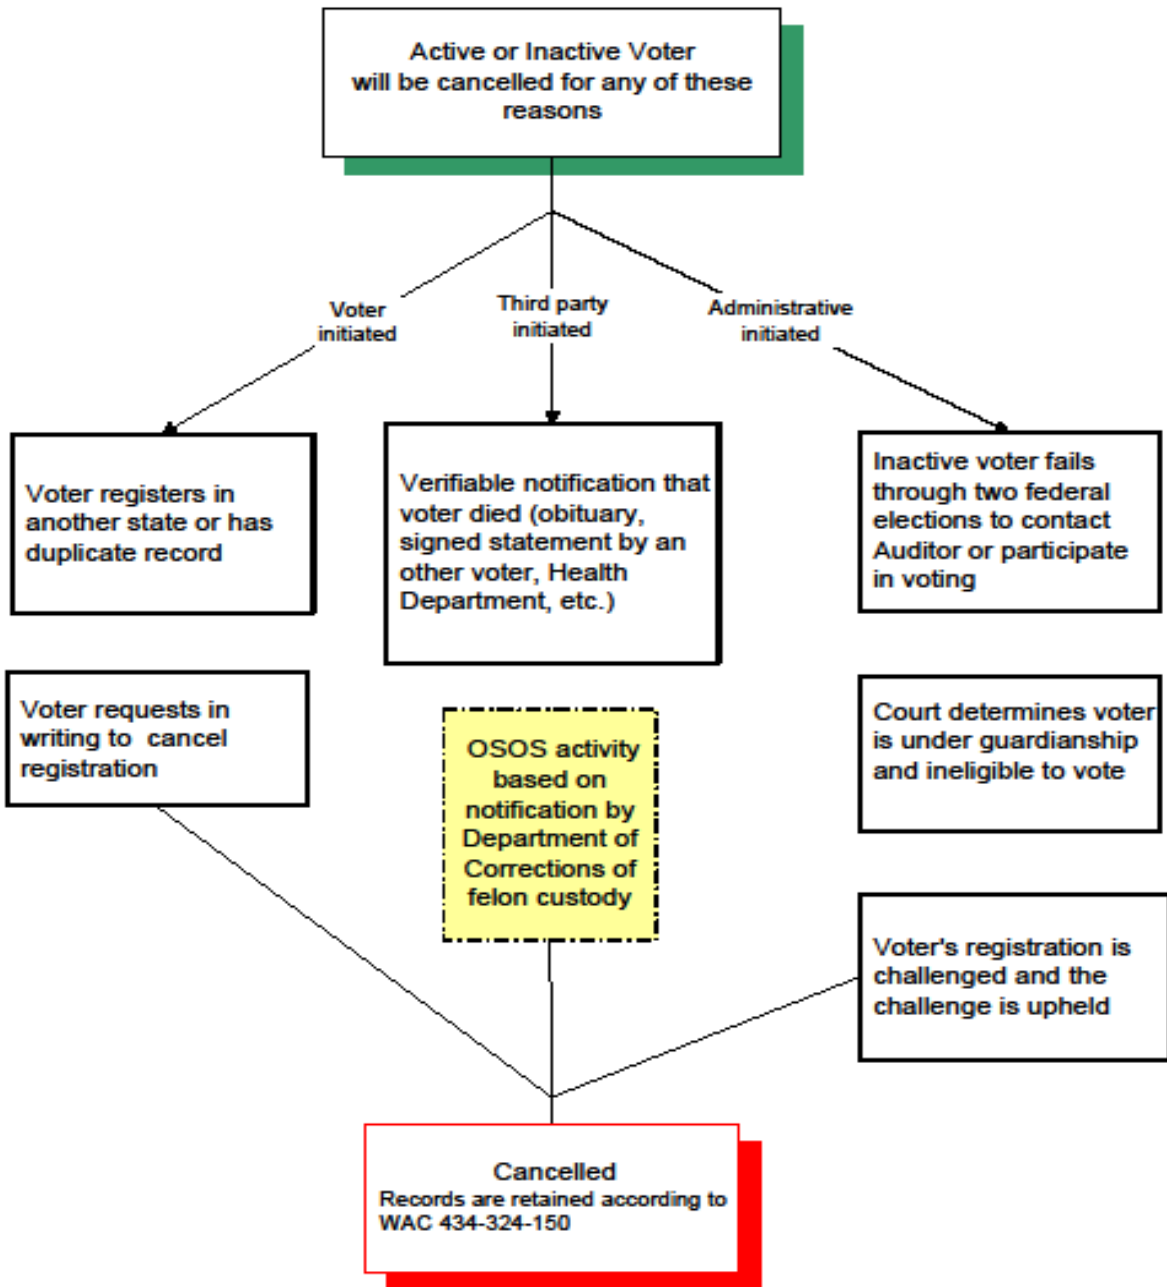 Active or Inactive Voter
will be cancelled for any of these
reasons
Voter
initiated
Third party
initiated
Administrative
initiated
Voter registers in
another state or has
duplicate record
Verifiable notification that
voter died (obituary,
signed statement by an
other voter, Health
Department, etc.)
Inactive voter fails
through two federal
elections to contact
Auditor or participate
in voting
Voter requests in
writing to cancel
registration
OSOS activity
based on
notification by
Department of
Corrections of
felon custody
Court determines voter
is under guardianship
and ineligible to vote
Voter's registration is
challenged and the
challenge is upheld
Cancelled
Records are retained according to
WAC 434-324-150